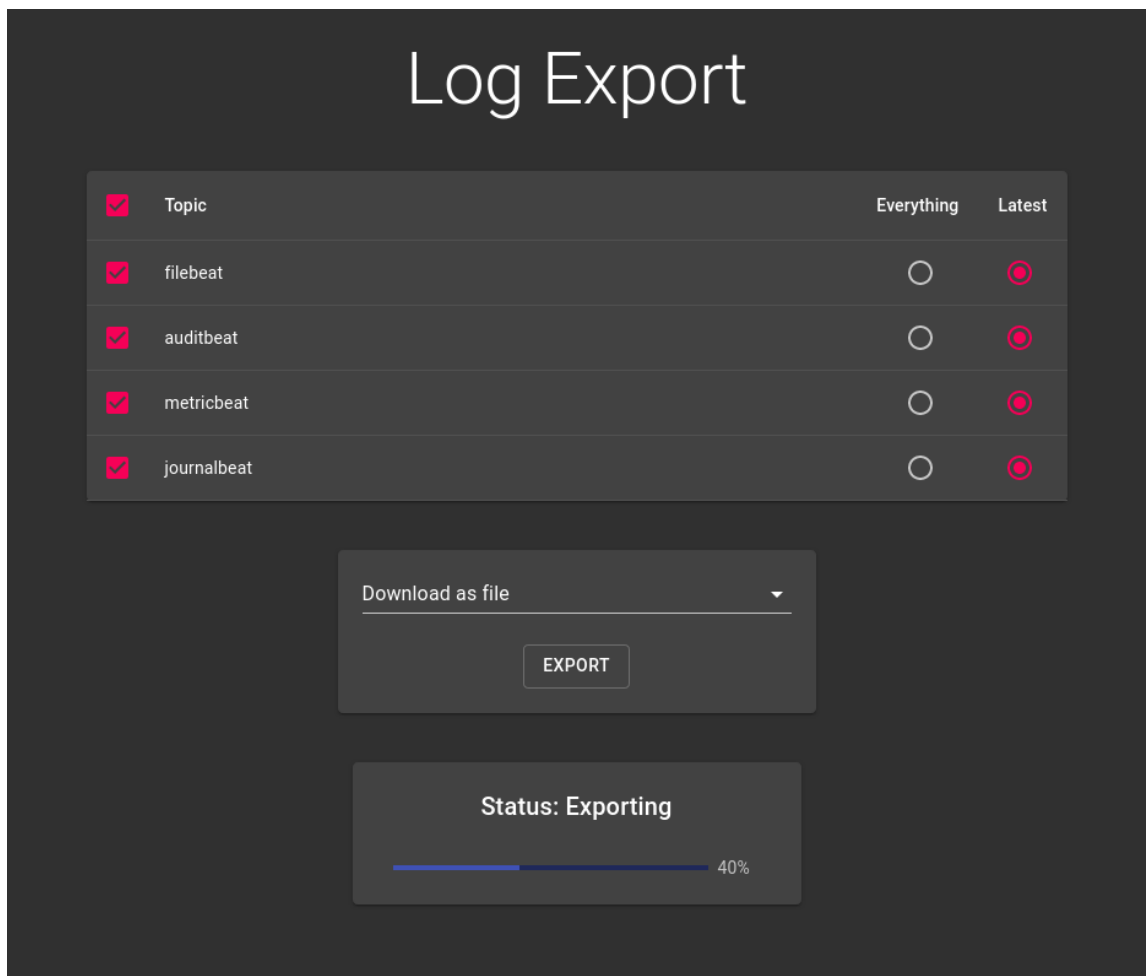 Log Export
Topic Everything Latest
filebeat
auditbeat
metricbeat
journalbeat
Download as file
EXPORT
Status: Exporting
40%